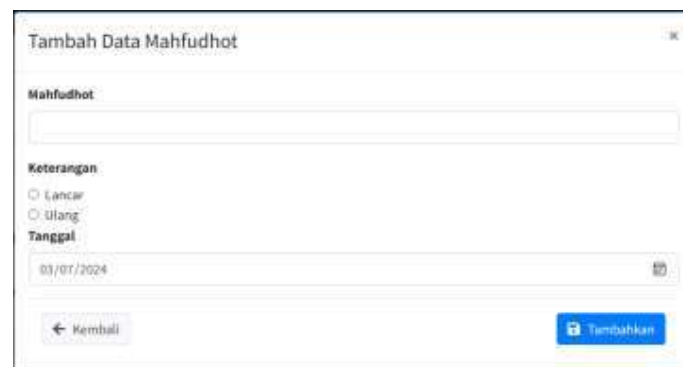 Tambah Data Mahfudhot
Mahfudhot
Keterangan
Lancar
Ulang
Tanggal
03/07/2024
Kembali
Tambahkan